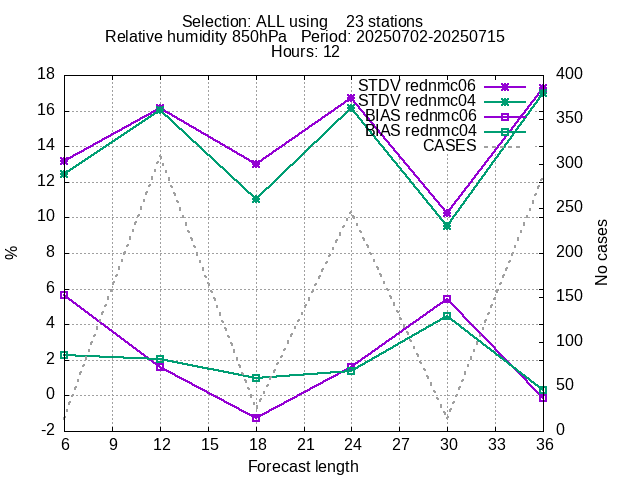 Selection: ALL using    23 stations
Relative humidity 850hPa   Period: 20250702-20250715
Hours: 12
STDV rednmc06
STDV rednmc04
BIAS rednmc06
BIAS rednmc04
CASES
18
16
14
12
10
8
6
4
2
0
-2
%
400
350
300
250
200
150
100
50
0
No cases
6 9 12 15 18 21 24 27 30 33 36
Forecast length